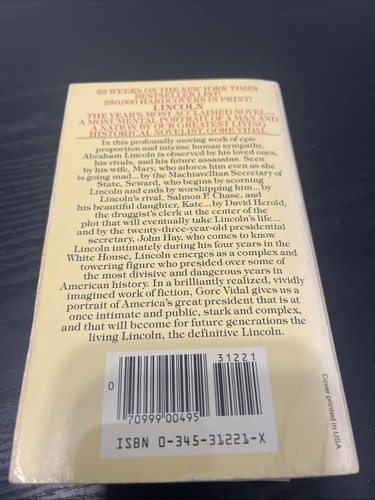 22 WEEKS ON THE NEW YORK TIMES
BESTSELLER LIST!
250,000 HARDCOVERS IN PRINT!
LINCOLN
THE YEAR'S MOST ACCLAIMED NOVEL—
A MONUMENTAL PORTRAIT OF A MAN AND
A NATION BY OUR GREATEST LIVING
HISTORICAL NOVELIST, GORE VIDAL
In this profoundly moving work of epic
proportion and intense human sympathy,
Abraham Lincoln is observed by his loved ones,
his rivals, and his future assassins. Seen
by his wife, Mary, who adores him even as she
is going mad...by the Machiavellian Secretary of
State, Seward, who begins by scorning
Lincoln and ends by worshipping him...by
Lincoln's rival, Salmon P. Chase, and
his beautiful daughter, Kate...by David Herold,
the druggist's clerk at the center of the
plot that will eventually take Lincoln's life...
and by the twenty-three-year-old presidential
secretary, John Hay, who comes to know
Lincoln intimately during his four years in the
White House, Lincoln emerges as a complex and
towering figure who presided over some of
the most divisive and dangerous years in
American history. In a brilliantly realized, vividly
imagined work of fiction, Gore Vidal gives us a
portrait of America's great president that is at
once intimate and public, stark and complex,
and that will become for future generations the
living Lincoln, the definitive Lincoln.
31221
0
70999 00495
ISBN 0-345-31221-X
Cover printed in USA